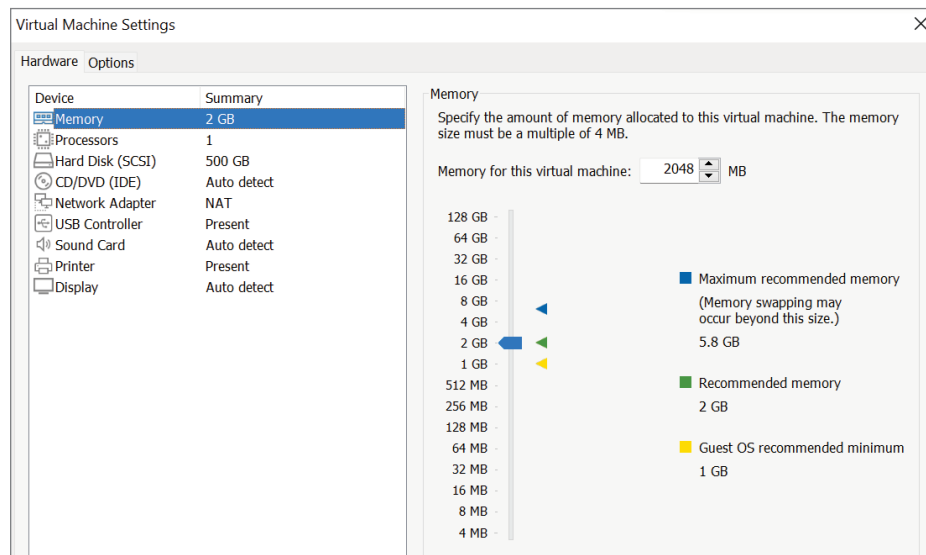 Virtual Machine Settings
Hardware Options
Device Summary
Memory 2 GB
Processors 1
Hard Disk (SCSI) 500 GB
CD/DVD (IDE) Auto detect
Network Adapter NAT
USB Controller Present
Sound Card Auto detect
Printer Present
Display Auto detect
Memory
Specify the amount of memory allocated to this virtual machine. The memory
size must be a multiple of 4 MB.
Memory for this virtual machine: 2048 MB
128 GB
64 GB
32 GB
16 GB
8 GB
4 GB
2 GB
1 GB
512 MB
256 MB
128 MB
64 MB
32 MB
16 MB
8 MB
4 MB
Maximum recommended memory
(Memory swapping may
occur beyond this size.)
5.8 GB
Recommended memory
2 GB
Guest OS recommended minimum
1 GB